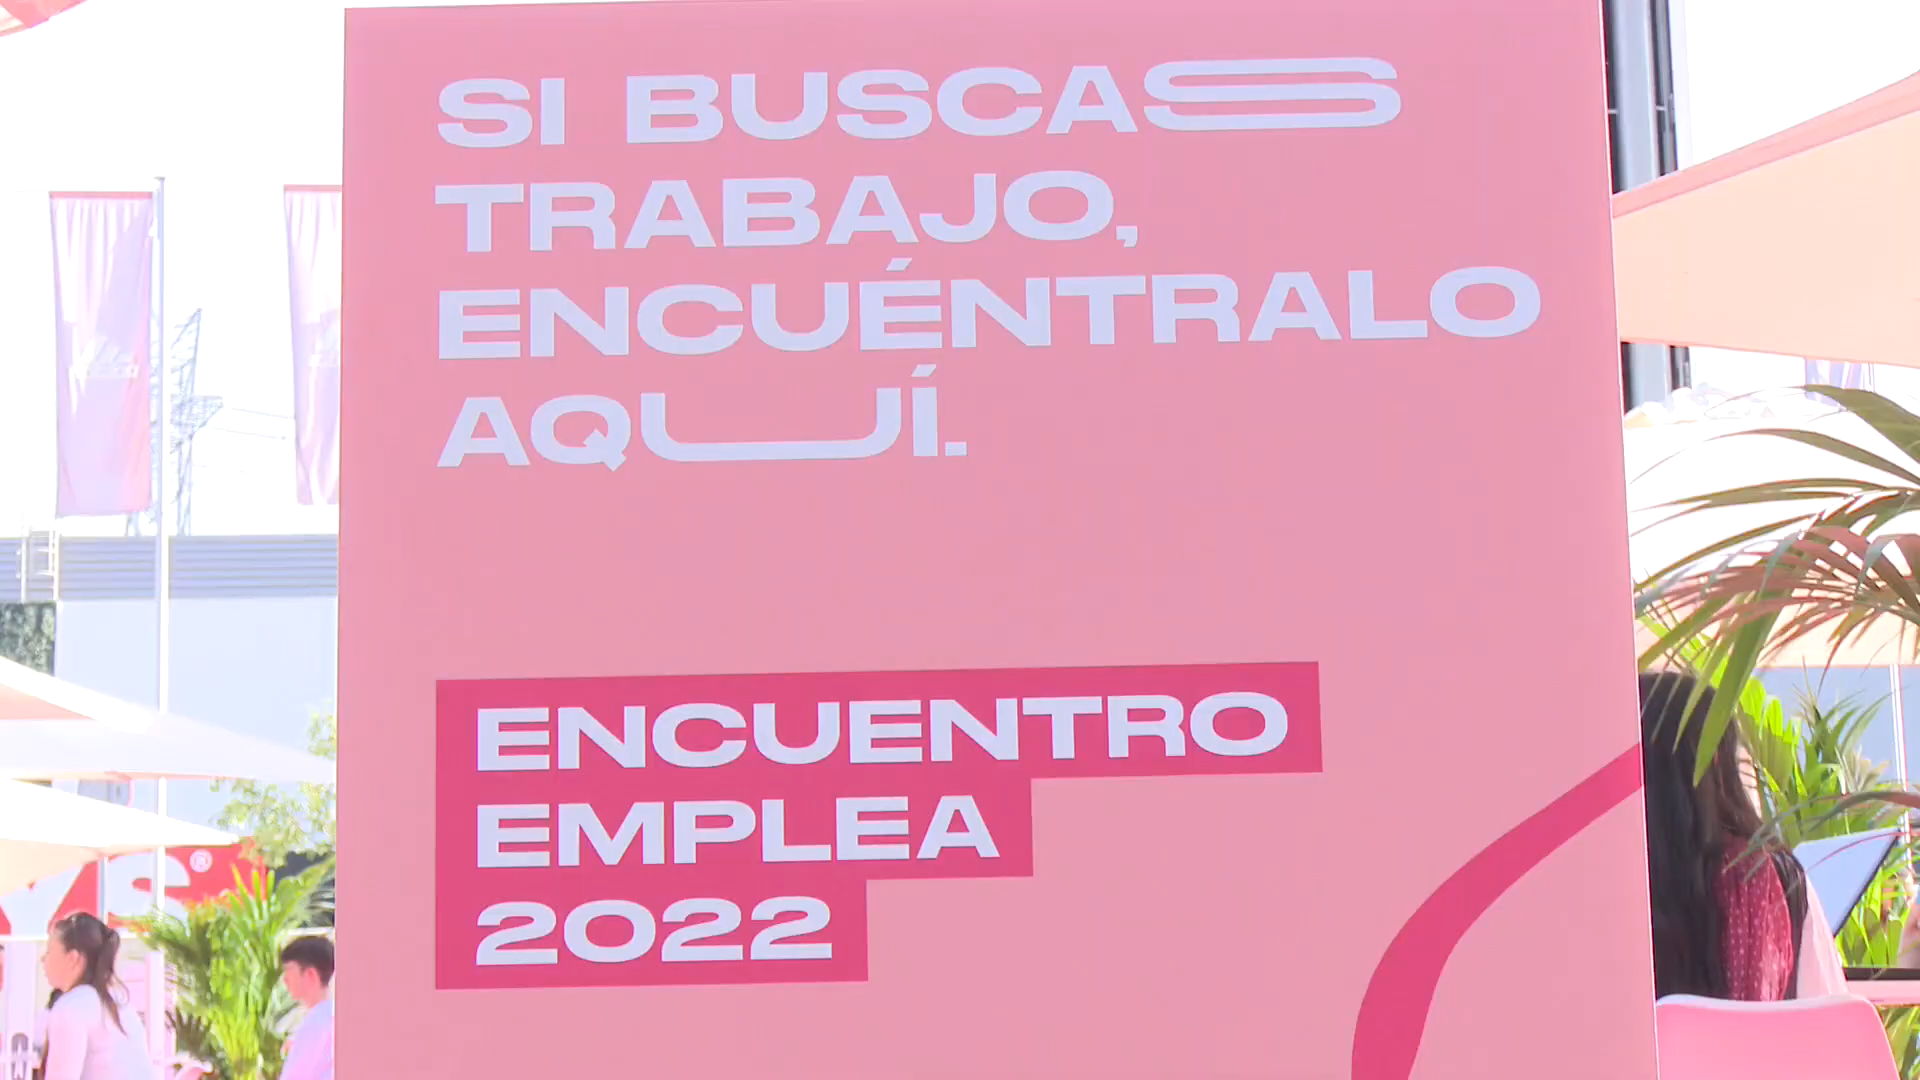 SI BUSCAS
TRABAJO,
ENCUÉNTRALO
AQUÍ.
ENCUENTRO
EMPLEA
2022